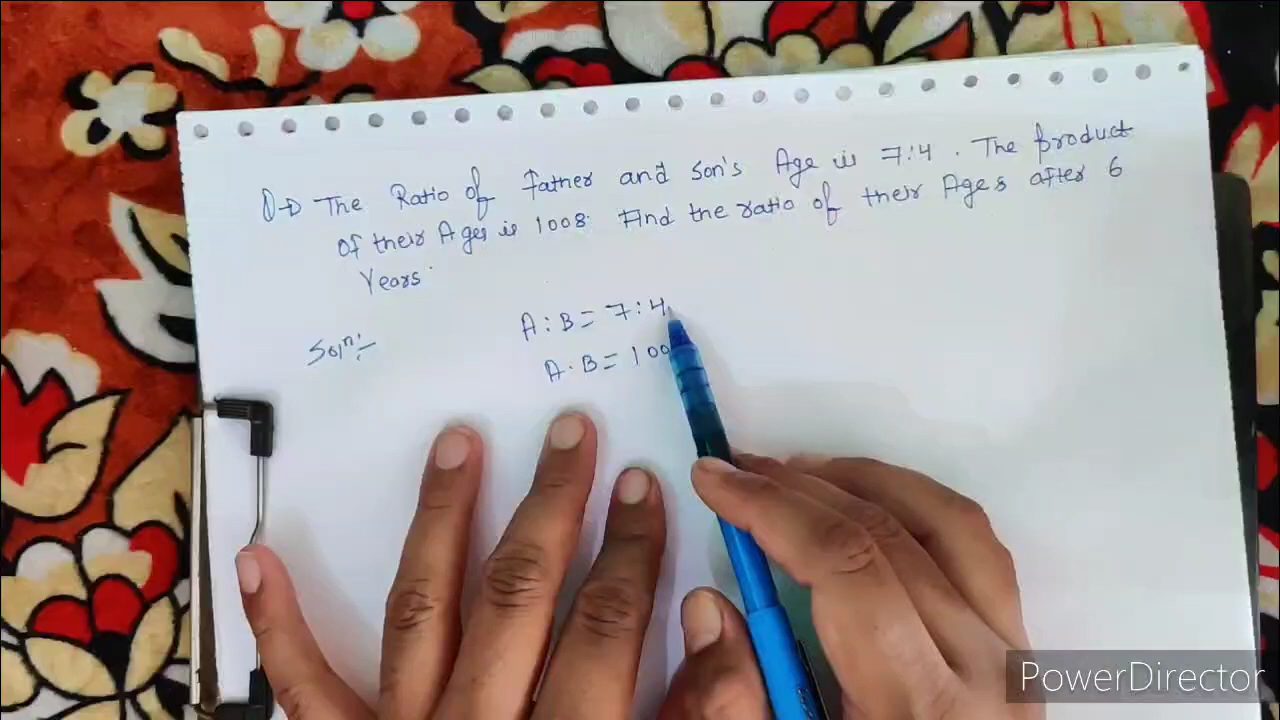 Q→ The Ratio of Father and Son's Age is 7:4. The product
of their Ages is 1008. Find the ratio of their Ages after 6
Years.
Solⁿ:-
A:B = 7:4
A.B = 100
PowerDirector